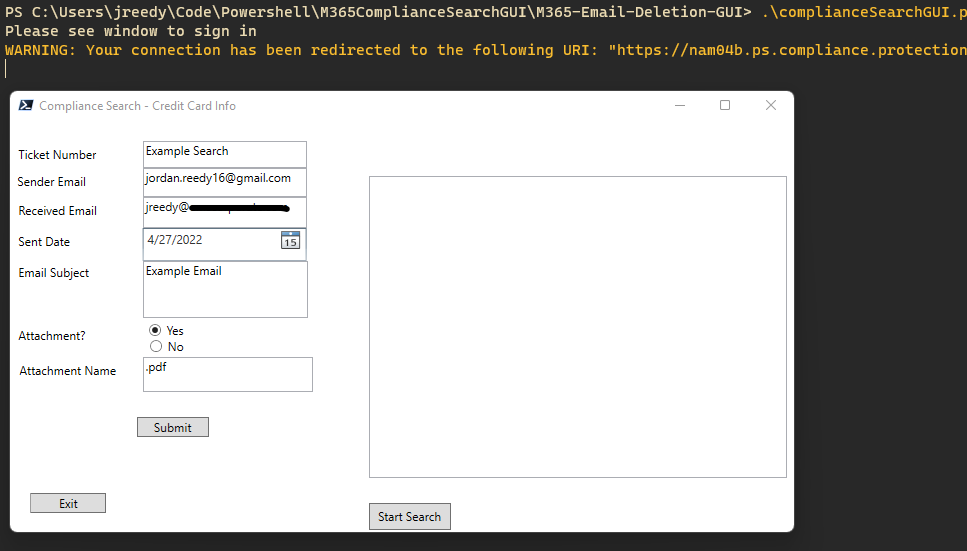 PS C:\Users\jreedy\Code\Powershell\M365ComplianceSearchGUI\M365-Email-Deletion-GUI> .\complianceSearchGUI.p
Please see window to sign in
WARNING: Your connection has been redirected to the following URI: "https://nam04b.ps.compliance.protection
Compliance Search - Credit Card Info
Ticket Number Example Search
Sender Email jordan.reedy16@gmail.com
Received Email jreedy@
Sent Date 4/27/2022 15
Email Subject Example Email
Attachment? Yes
No
Attachment Name .pdf
Submit
Exit
Start Search